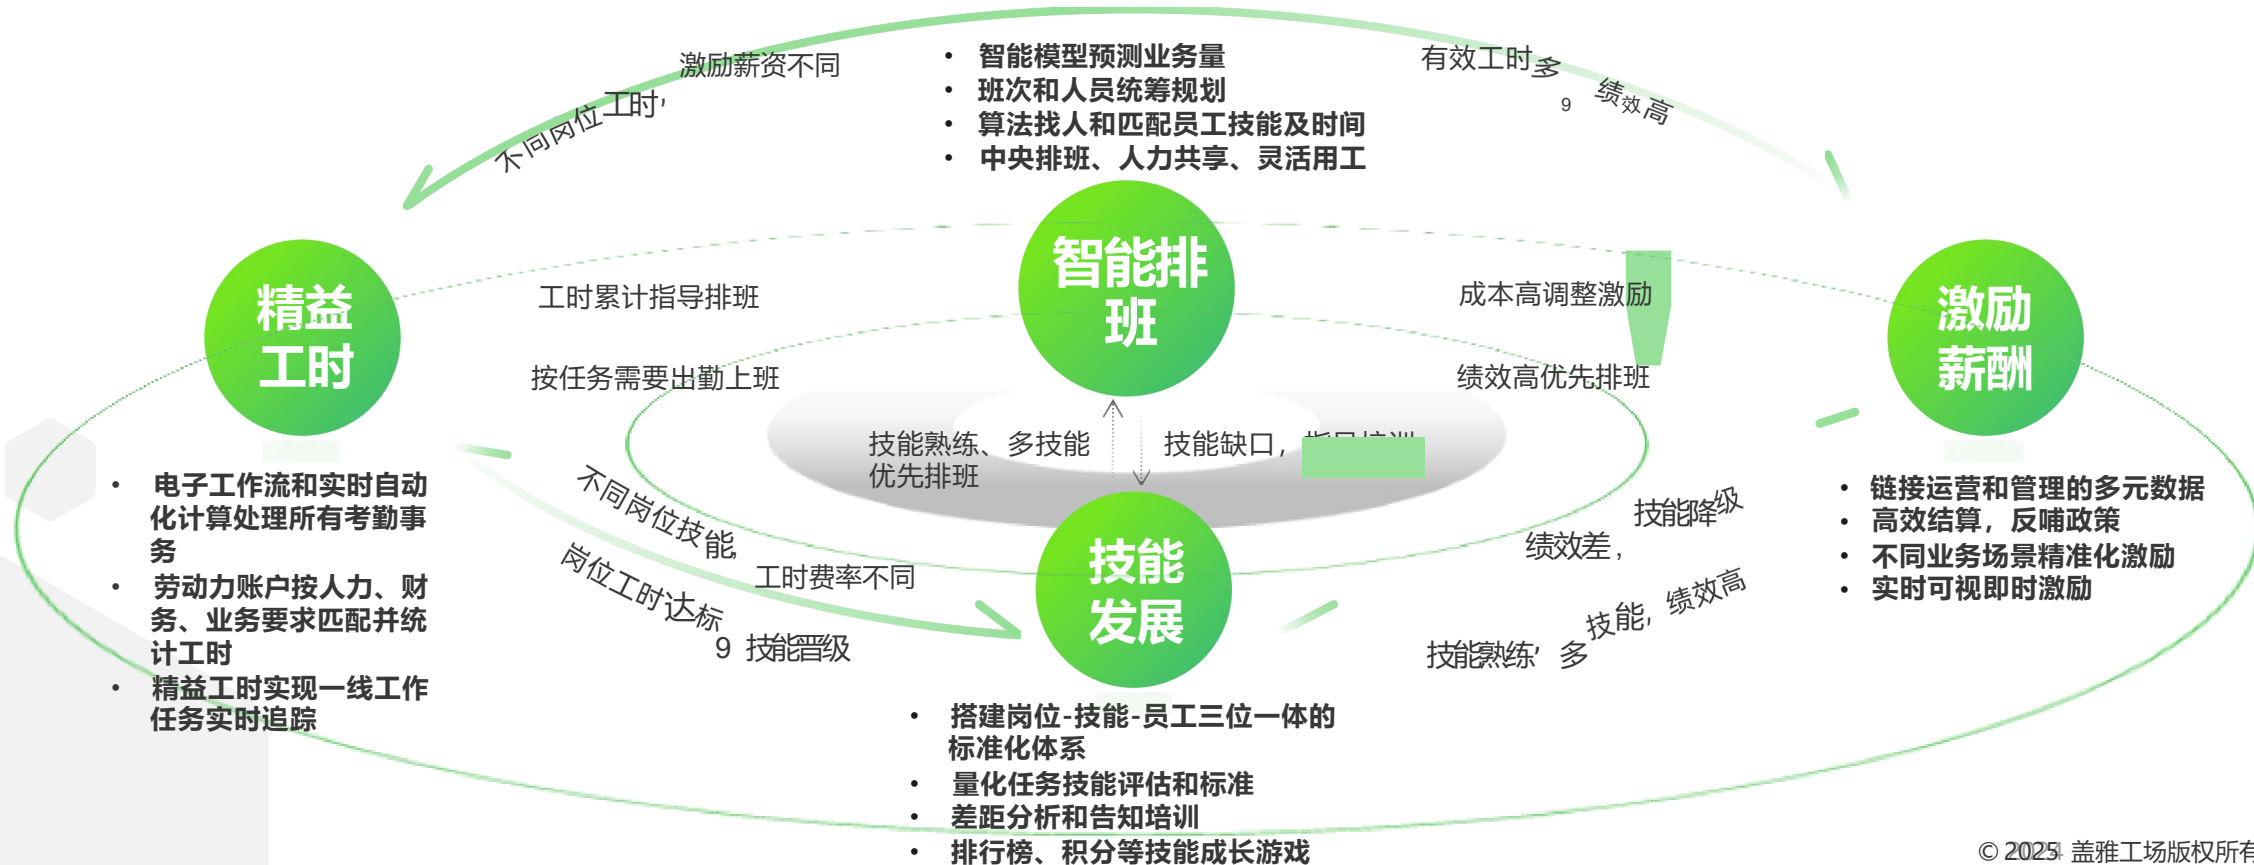 激励薪资不同
不同岗位工时，
• 智能模型预测业务量
• 班次和人员统筹规划
• 算法找人和匹配员工技能及时间
• 中央排班、人力共享、灵活用工
有效工时多
9 绩效高
智能排
班
精益
工时
激励
薪酬
工时累计指导排班
按任务需要出勤上班
成本高调整激励
绩效高优先排班
技能熟练、多技能
优先排班
技能缺口，
不同岗位技能,
工时费率不同
岗位工时达标
9 技能晋级
绩效差，
技能降级
技能熟练，多技能，绩效高
技能
发展
• 电子工作流和实时自动
化计算处理所有考勤事
务
• 劳动力账户按人力、财
务、业务要求匹配并统
计工时
• 精益工时实现一线工作
任务实时追踪
• 链接运营和管理的多元数据
• 高效结算，反哺政策
• 不同业务场景精准化激励
• 实时可视即时激励
• 搭建岗位-技能-员工三位一体的
标准化体系
• 量化任务技能评估和标准
• 差距分析和告知培训
• 排行榜、积分等技能成长游戏
© 2025 盖雅工场版权所有